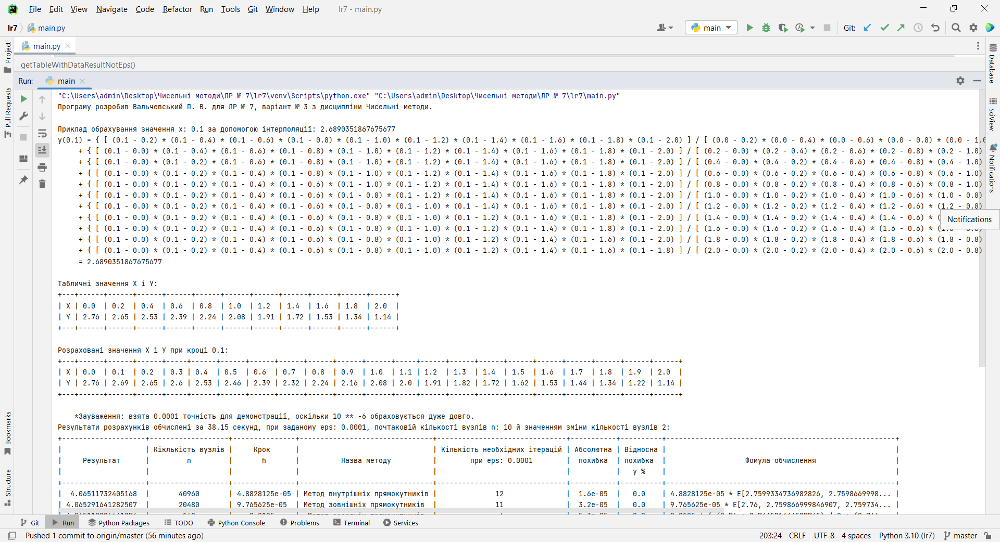 File Edit View Navigate Code Refactor Run Tools Git Window Help lr7 - main.py
lr7 main.py main Git:
main.py
getTableWithDataResultNotEps()
Run: main
"C:\Users\admin\Desktop\Чисельні методи\ЛР № 7\lr7\venv\Scripts\python.exe" "C:\Users\admin\Desktop\Чисельні методи\ЛР № 7\lr7\main.py"
Програму розробив Вальчевський П. В. для ЛР № 7, варіант № 3 з дисципліни Чисельні методи.
Приклад обрахування значення x: 0.1 за допомогою інтерполяції: 2.6890351867675677
y(0.1) = { [ (0.1 - 0.2) * (0.1 - 0.4) * (0.1 - 0.6) * (0.1 - 0.8) * (0.1 - 1.0) * (0.1 - 1.2) * (0.1 - 1.4) * (0.1 - 1.6) * (0.1 - 1.8) * (0.1 - 2.0) ] / [ (0.0 - 0.2) * (0.0 - 0.4) * (0.0 - 0.6) * (0.0 - 0.8) * (0.0 - 1.0
+ { [ (0.1 - 0.0) * (0.1 - 0.4) * (0.1 - 0.6) * (0.1 - 0.8) * (0.1 - 1.0) * (0.1 - 1.2) * (0.1 - 1.4) * (0.1 - 1.6) * (0.1 - 1.8) * (0.1 - 2.0) ] / [ (0.2 - 0.0) * (0.2 - 0.4) * (0.2 - 0.6) * (0.2 - 0.8) * (0.2 - 1.0)
+ { [ (0.1 - 0.0) * (0.1 - 0.2) * (0.1 - 0.6) * (0.1 - 0.8) * (0.1 - 1.0) * (0.1 - 1.2) * (0.1 - 1.4) * (0.1 - 1.6) * (0.1 - 1.8) * (0.1 - 2.0) ] / [ (0.4 - 0.0) * (0.4 - 0.2) * (0.4 - 0.6) * (0.4 - 0.8) * (0.4 - 1.0)
+ { [ (0.1 - 0.0) * (0.1 - 0.2) * (0.1 - 0.4) * (0.1 - 0.8) * (0.1 - 1.0) * (0.1 - 1.2) * (0.1 - 1.4) * (0.1 - 1.6) * (0.1 - 1.8) * (0.1 - 2.0) ] / [ (0.6 - 0.0) * (0.6 - 0.2) * (0.6 - 0.4) * (0.6 - 0.8) * (0.6 - 1.0)
+ { [ (0.1 - 0.0) * (0.1 - 0.2) * (0.1 - 0.4) * (0.1 - 0.6) * (0.1 - 1.0) * (0.1 - 1.2) * (0.1 - 1.4) * (0.1 - 1.6) * (0.1 - 1.8) * (0.1 - 2.0) ] / [ (0.8 - 0.0) * (0.8 - 0.2) * (0.8 - 0.4) * (0.8 - 0.6) * (0.8 - 1.0)
+ { [ (0.1 - 0.0) * (0.1 - 0.2) * (0.1 - 0.4) * (0.1 - 0.6) * (0.1 - 0.8) * (0.1 - 1.2) * (0.1 - 1.4) * (0.1 - 1.6) * (0.1 - 1.8) * (0.1 - 2.0) ] / [ (1.0 - 0.0) * (1.0 - 0.2) * (1.0 - 0.4) * (1.0 - 0.6) * (1.0 - 0.8)
+ { [ (0.1 - 0.0) * (0.1 - 0.2) * (0.1 - 0.4) * (0.1 - 0.6) * (0.1 - 0.8) * (0.1 - 1.0) * (0.1 - 1.4) * (0.1 - 1.6) * (0.1 - 1.8) * (0.1 - 2.0) ] / [ (1.2 - 0.0) * (1.2 - 0.2) * (1.2 - 0.4) * (1.2 - 0.6) * (1.2 - 0.8)
+ { [ (0.1 - 0.0) * (0.1 - 0.2) * (0.1 - 0.4) * (0.1 - 0.6) * (0.1 - 0.8) * (0.1 - 1.0) * (0.1 - 1.2) * (0.1 - 1.6) * (0.1 - 1.8) * (0.1 - 2.0) ] / [ (1.4 - 0.0) * (1.4 - 0.2) * (1.4 - 0.4) * (1.4 - 0.6) *
+ { [ (0.1 - 0.0) * (0.1 - 0.2) * (0.1 - 0.4) * (0.1 - 0.6) * (0.1 - 0.8) * (0.1 - 1.0) * (0.1 - 1.2) * (0.1 - 1.4) * (0.1 - 1.8) * (0.1 - 2.0) ] / [ (1.6 - 0.0) * (1.6 - 0.2) * (1.6 - 0.4) * (1.6 - 0.6) *
+ { [ (0.1 - 0.0) * (0.1 - 0.2) * (0.1 - 0.4) * (0.1 - 0.6) * (0.1 - 0.8) * (0.1 - 1.0) * (0.1 - 1.2) * (0.1 - 1.4) * (0.1 - 1.6) * (0.1 - 2.0) ] / [ (1.8 - 0.0) * (1.8 - 0.2) * (1.8 - 0.4) * (1.8 - 0.6) * (1.8 - 0.8)
+ { [ (0.1 - 0.0) * (0.1 - 0.2) * (0.1 - 0.4) * (0.1 - 0.6) * (0.1 - 0.8) * (0.1 - 1.0) * (0.1 - 1.2) * (0.1 - 1.4) * (0.1 - 1.6) * (0.1 - 1.8) ] / [ (2.0 - 0.0) * (2.0 - 0.2) * (2.0 - 0.4) * (2.0 - 0.6) * (2.0 - 0.8)
= 2.6890351867675677
Табличні значення X і Y:
| X | 0.0 | 0.2 | 0.4 | 0.6 | 0.8 | 1.0 | 1.2 | 1.4 | 1.6 | 1.8 | 2.0 |
| Y | 2.76 | 2.65 | 2.53 | 2.39 | 2.24 | 2.08 | 1.91 | 1.72 | 1.53 | 1.34 | 1.14 |
Розраховані значення X і Y при кроці 0.1:
| X | 0.0 | 0.1 | 0.2 | 0.3 | 0.4 | 0.5 | 0.6 | 0.7 | 0.8 | 0.9 | 1.0 | 1.1 | 1.2 | 1.3 | 1.4 | 1.5 | 1.6 | 1.7 | 1.8 | 1.9 | 2.0 |
| Y | 2.76 | 2.69 | 2.65 | 2.6 | 2.53 | 2.46 | 2.39 | 2.32 | 2.24 | 2.16 | 2.08 | 2.0 | 1.91 | 1.82 | 1.72 | 1.62 | 1.53 | 1.44 | 1.34 | 1.22 | 1.14 |
*Зауваження: взята 0.0001 точність для демонстрації, оскільки 10 ** -6 обраховується дуже довго.
Результати розрахунків обчислені за 38.15 секунд, при заданому eps: 0.0001, почтаковій кількості вузлів n: 10 й значенням зміни кількості вузлів 2:
| | Кіклькість вузлів | Крок | | Кількість необхідних ітерацій | Абсолютна | Відносна | |
| Результат | n | h | Назва методу | при eps: 0.0001 | похибка | похибка | Фомула обчислення |
| | | | | | | у % | |
| 4.06511732405168 | 40960 | 4.8828125e-05 | Метод внутрішніх прямокутників | 12 | 1.6e-05 | 0.0 | 4.8828125e-05 * E[2.7599334736982826, 2.7598669998... |
| 4.065291641282507 | 20480 | 9.765625e-05 | Метод зовнішніх прямокутників | 11 | 3.2e-05 | 0.0 | 9.765625e-05 * E[2.76, 2.759866999846907, 2.759734... |
Git Run Python Packages TODO Python Console Problems Terminal Services
Pushed 1 commit to origin/master (56 minutes ago) 203:24 CRLF UTF-8 4 spaces Python 3.10 (lr7) master
Project
Pull Requests
Bookmarks
Structure
Database
SciView
Notifications
Notifications